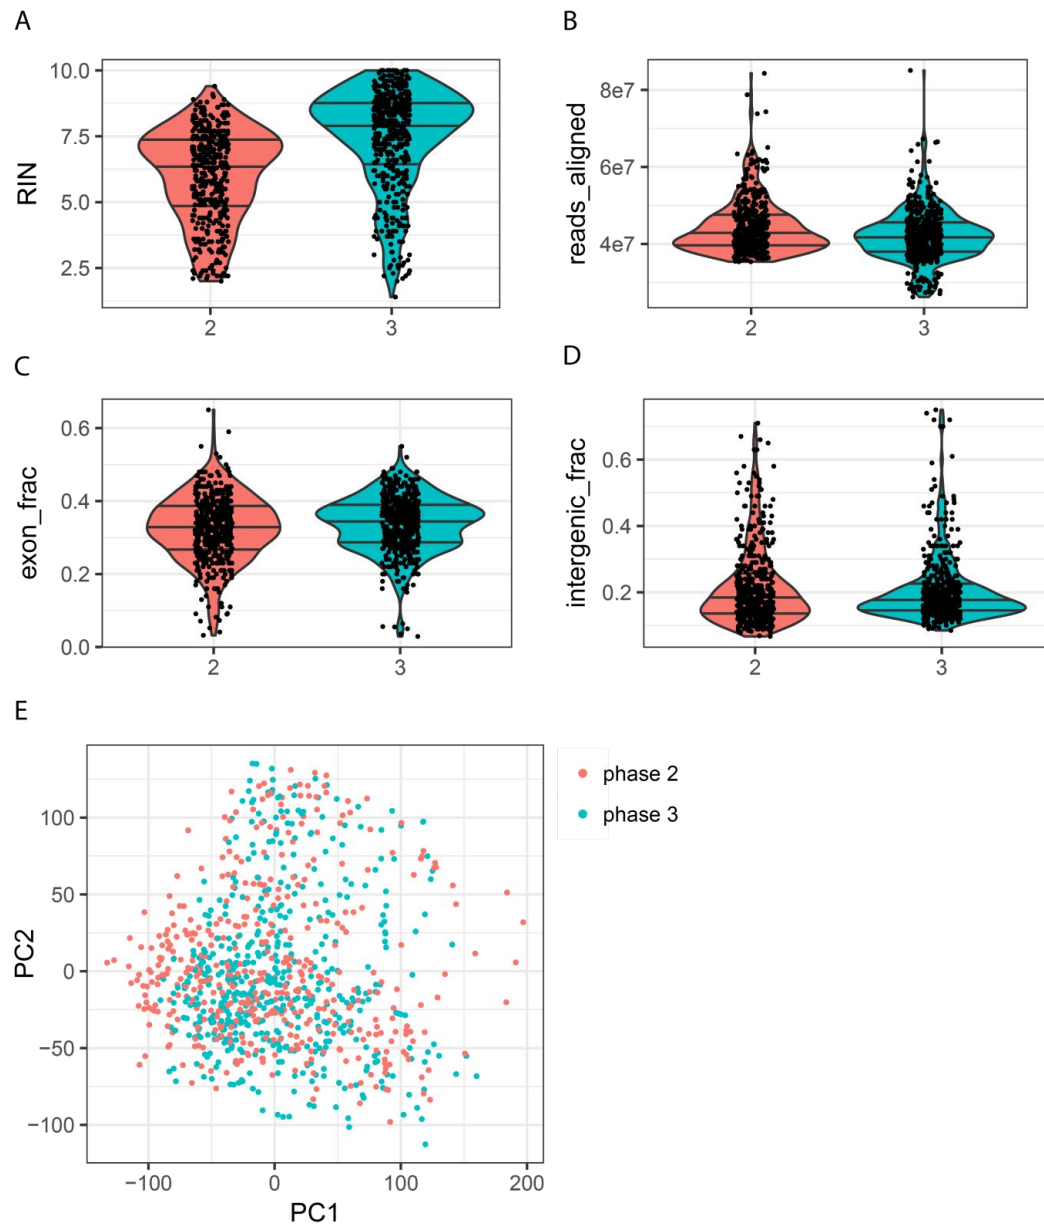 A
B
10.0
7.5
5.0
2.5
RIN
2
3
8e7
6e7
4e7
reads_aligned
2
3
C
D
0.6
0.4
0.2
0.0
exon_frac
2
3
0.6
0.4
0.2
intergenic_frac
2
3
E
phase 2
phase 3
100
50
0
−50
−100
PC2
−100
0
100
200
PC1